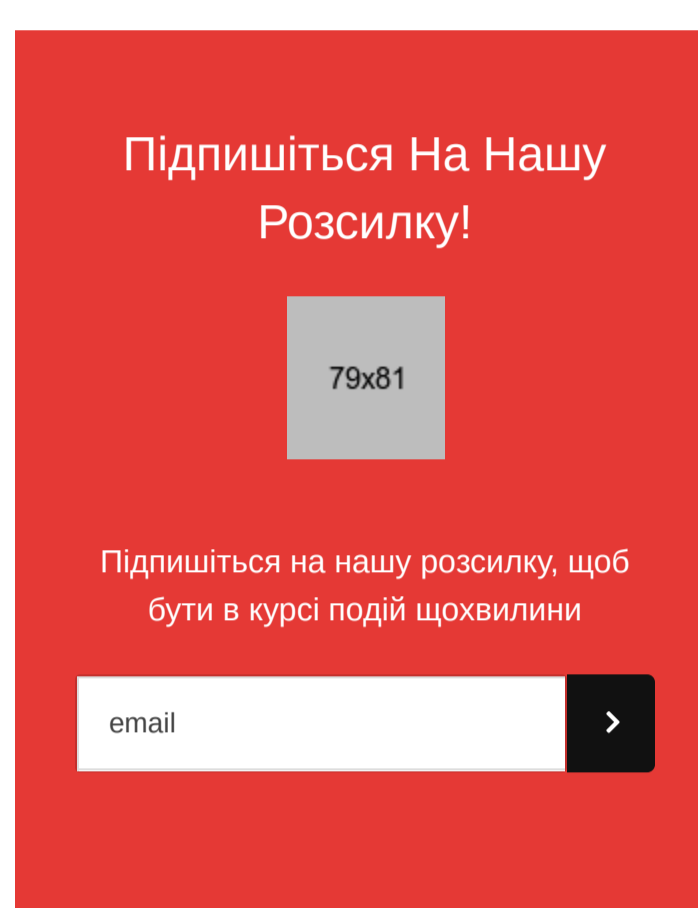 Підпишіться На Нашу
Розсилку!
79x81
Підпишіться на нашу розсилку, щоб
бути в курсі подій щохвилини
email